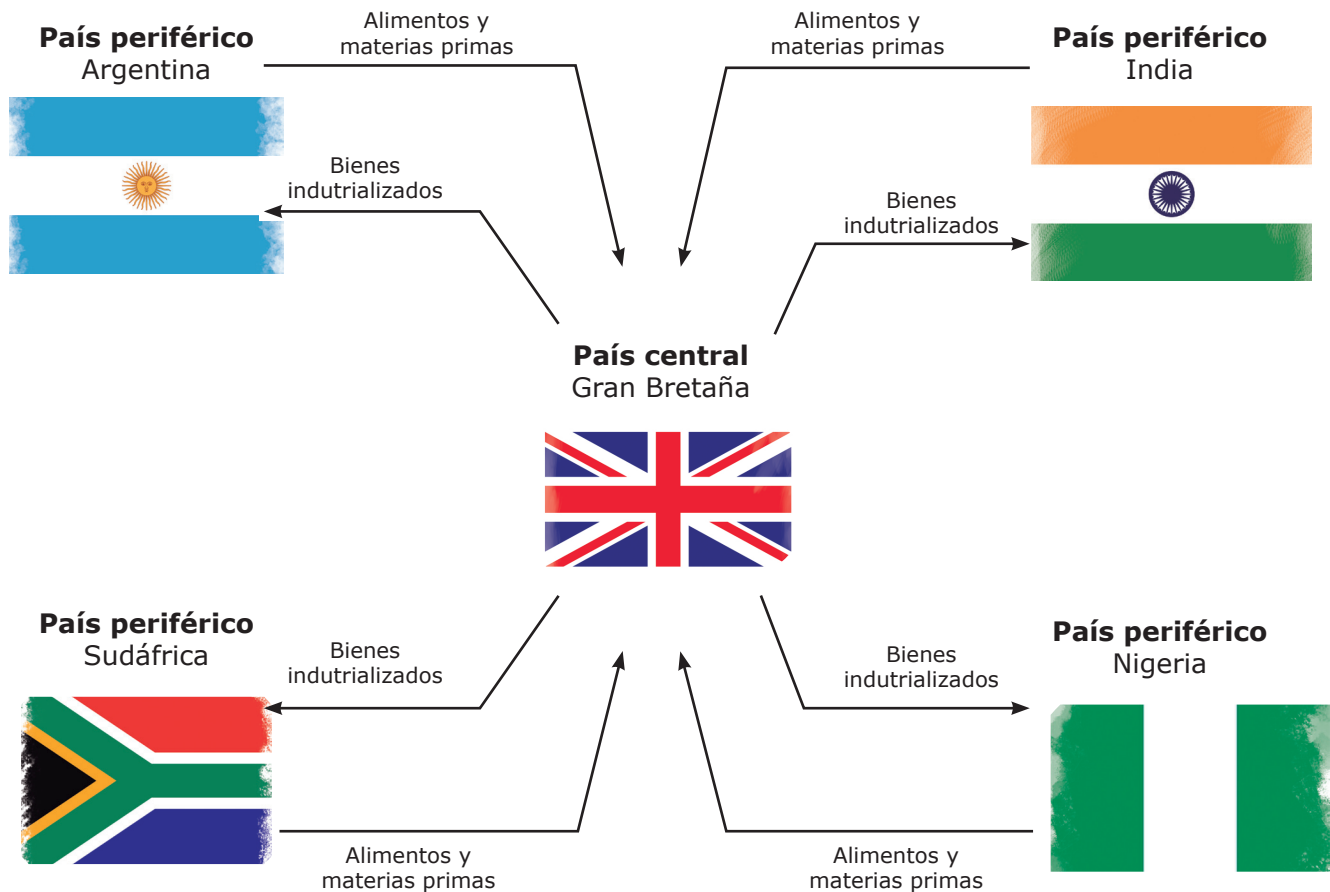 País periférico
Argentina
Alimentos y
materias primas
Bienes
indutrializados
Alimentos y
materias primas
País periférico
India
Bienes
indutrializados
País central
Gran Bretaña
País periférico
Sudáfrica
Bienes
indutrializados
Alimentos y
materias primas
Bienes
indutrializados
País periférico
Nigeria
Alimentos y
materias primas